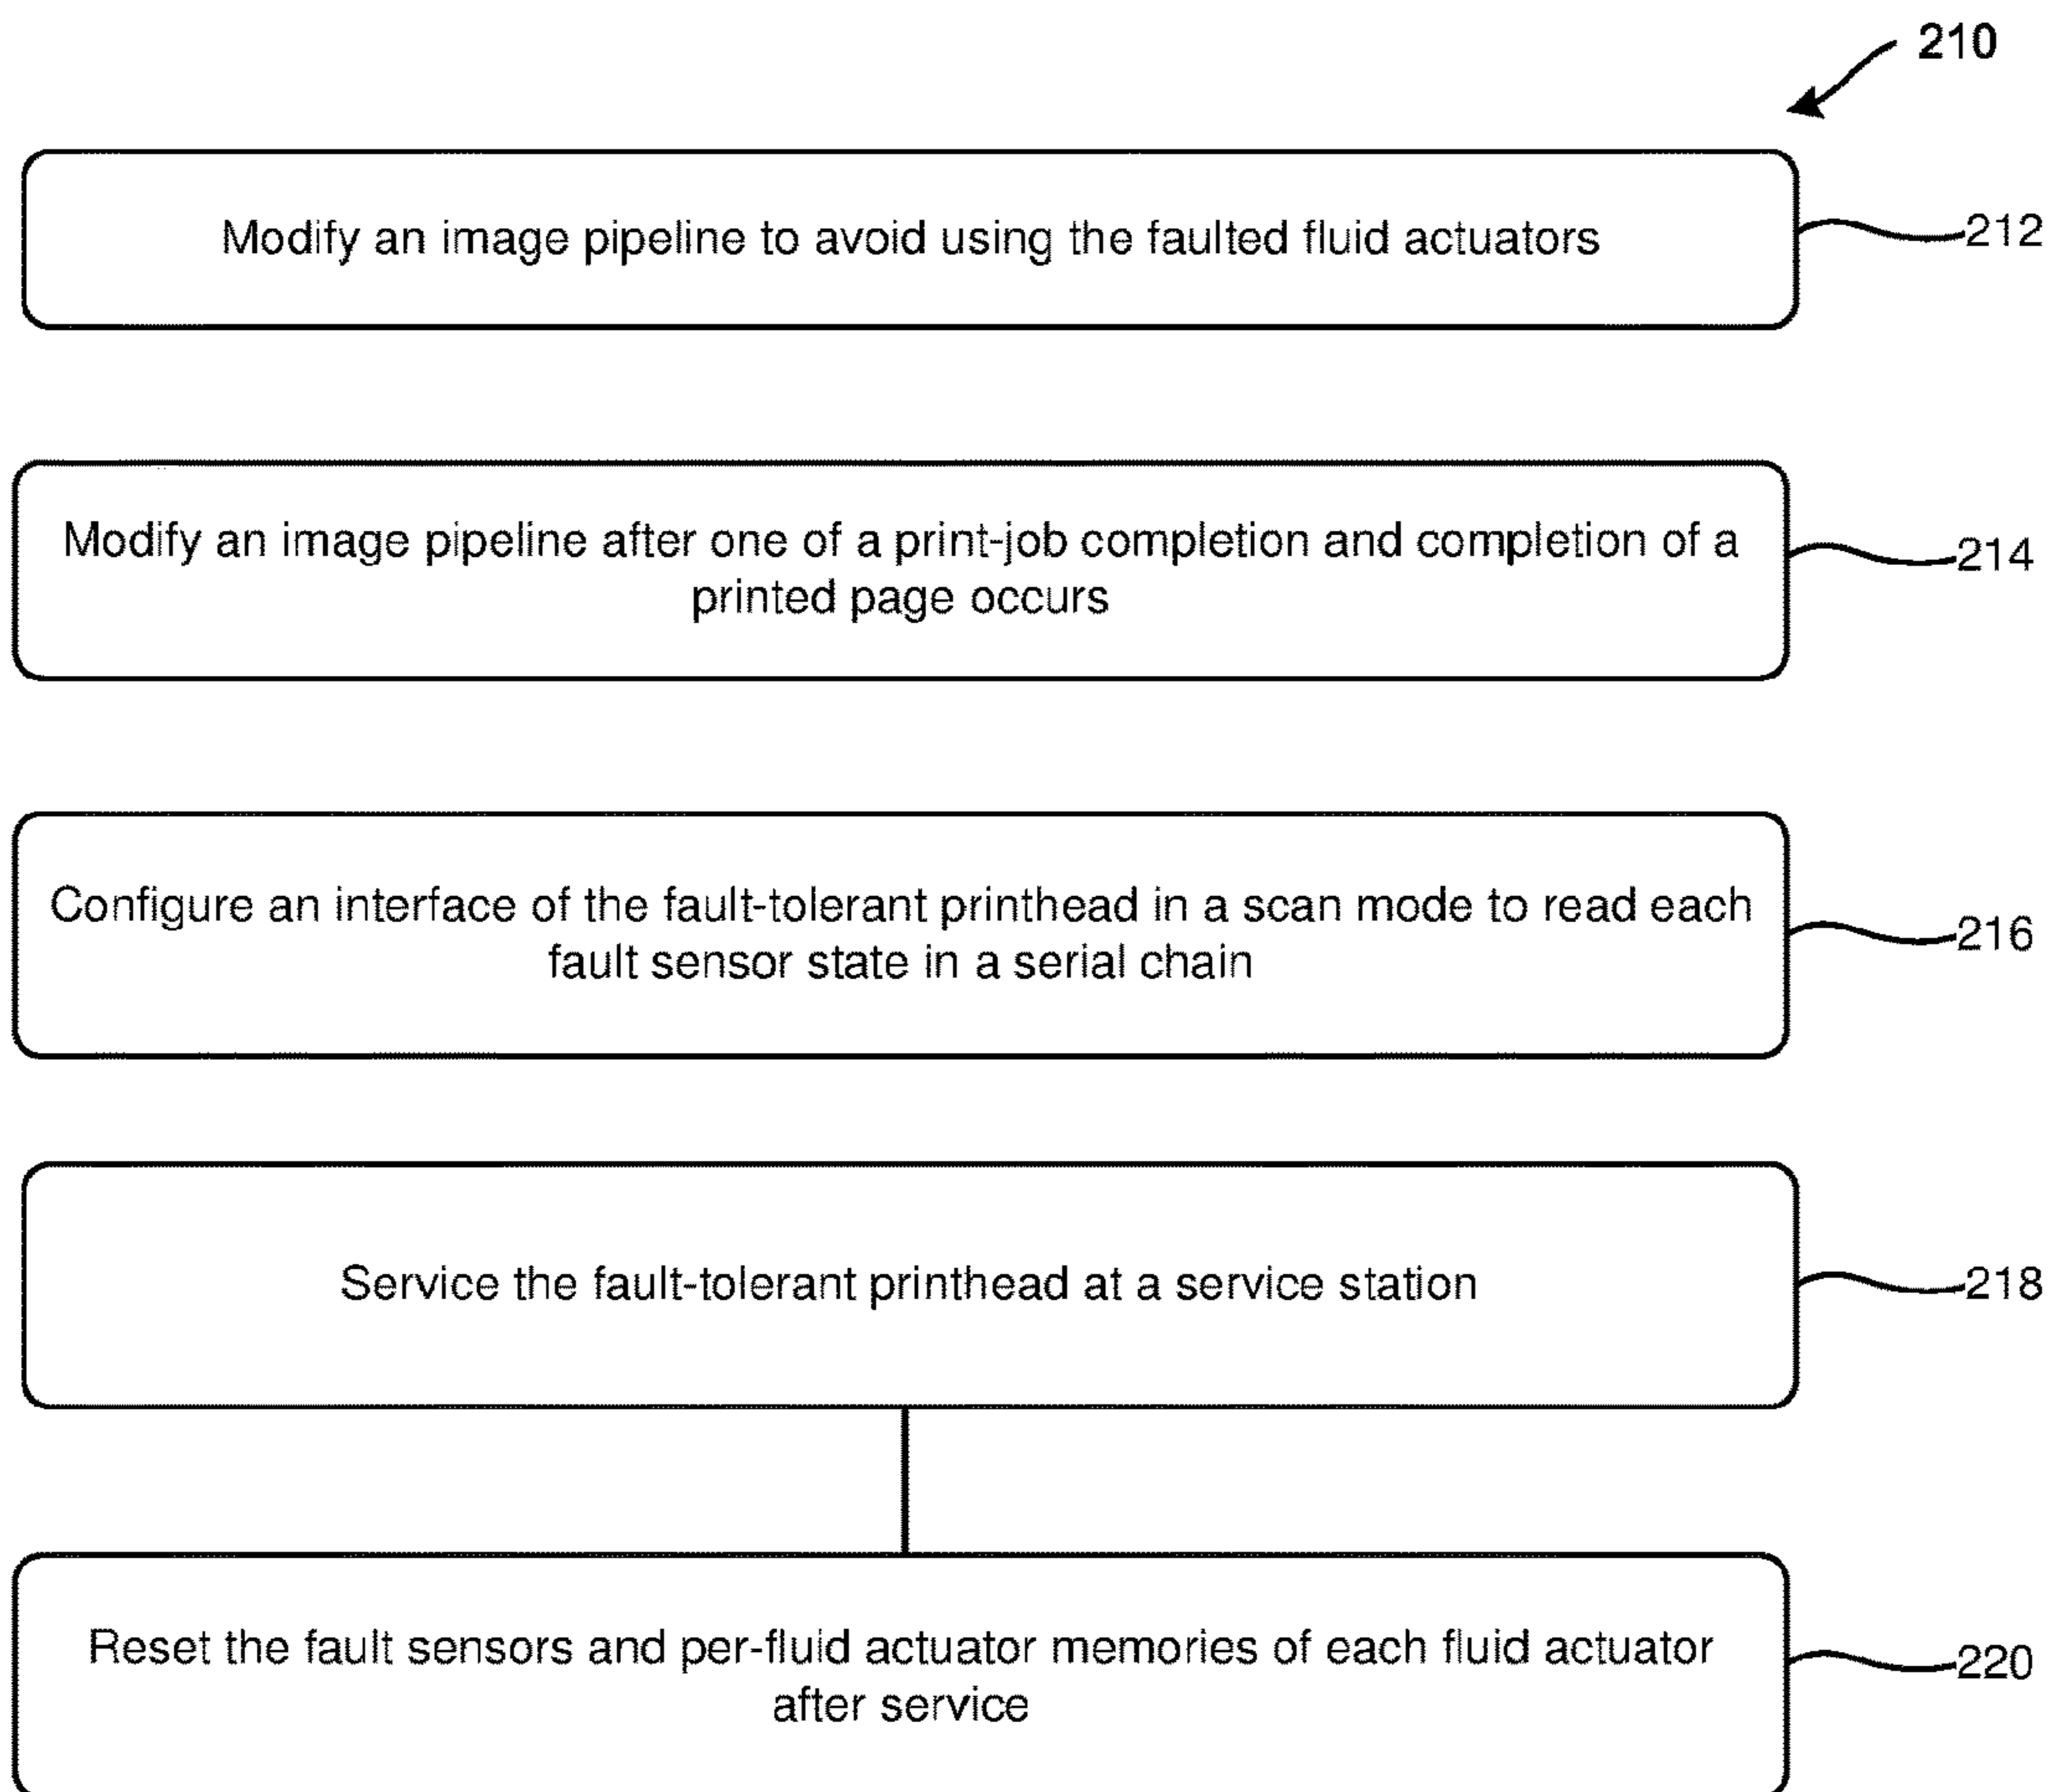 210
Modify an image pipeline to avoid using the faulted fluid actuators
212
Modify an image pipeline after one of a print-job completion and completion of a
printed page occurs
214
Configure an interface of the fault-tolerant printhead in a scan mode to read each
fault sensor state in a serial chain
216
Service the fault-tolerant printhead at a service station
218
Reset the fault sensors and per-fluid actuator memories of each fluid actuator
after service
220